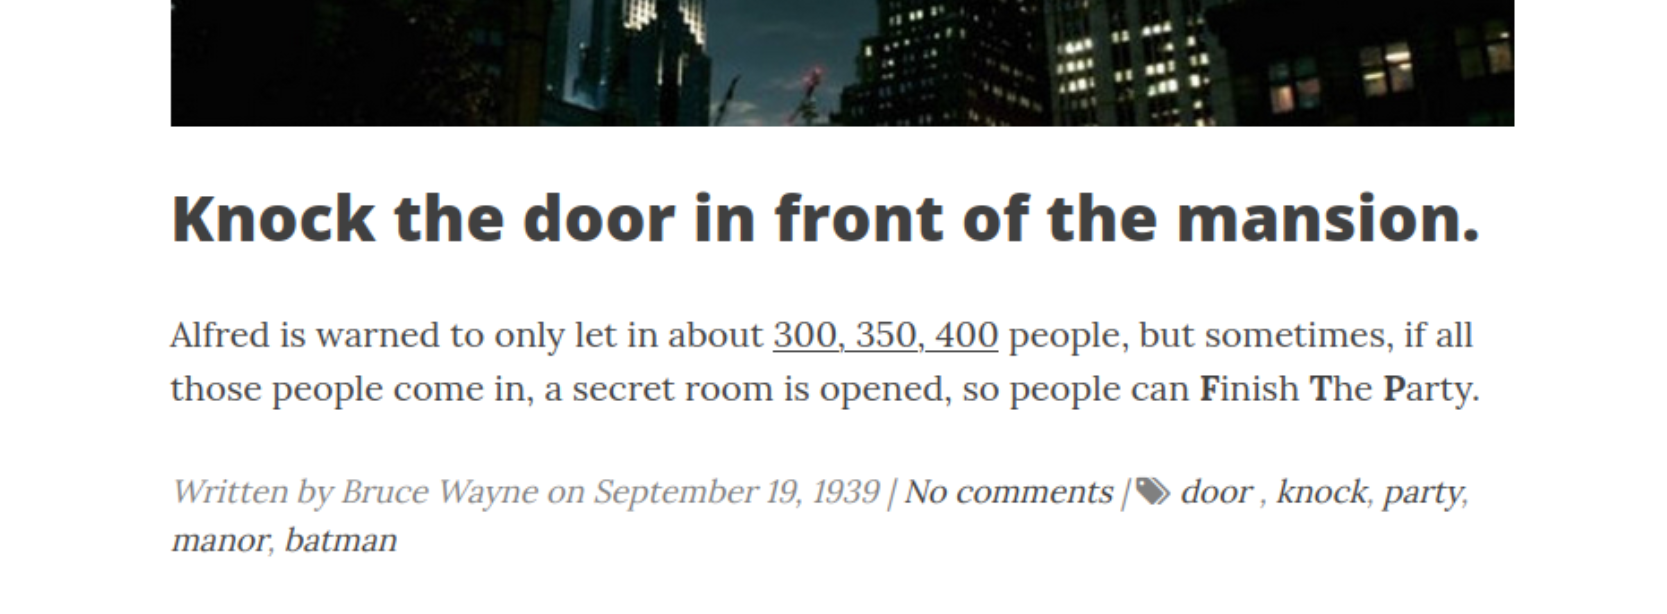 Knock the door in front of the mansion.
Alfred is warned to only let in about 300, 350, 400 people, but sometimes, if all
those people come in, a secret room is opened, so people can Finish The Party.
Written by Bruce Wayne on September 19, 1939 | No comments | door , knock, party,
manor, batman